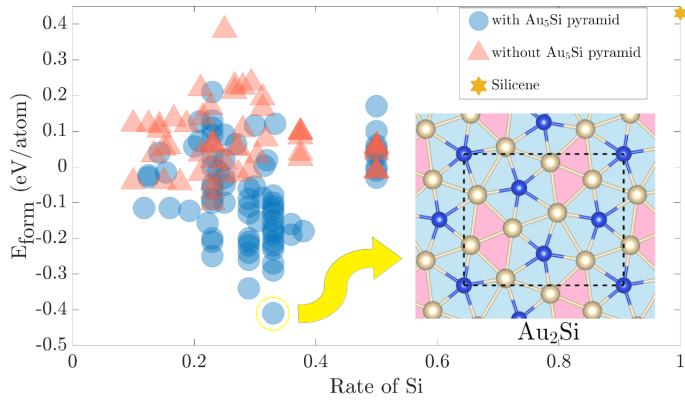 0.4
0.3
0.2
0.1
0
-0.1
-0.2
-0.3
-0.4
-0.5
E_form (eV/atom)
with Au₅Si pyramid
without Au₅Si pyramid
Silicene
Au₂Si
0 0.2 0.4 0.6 0.8 1
Rate of Si